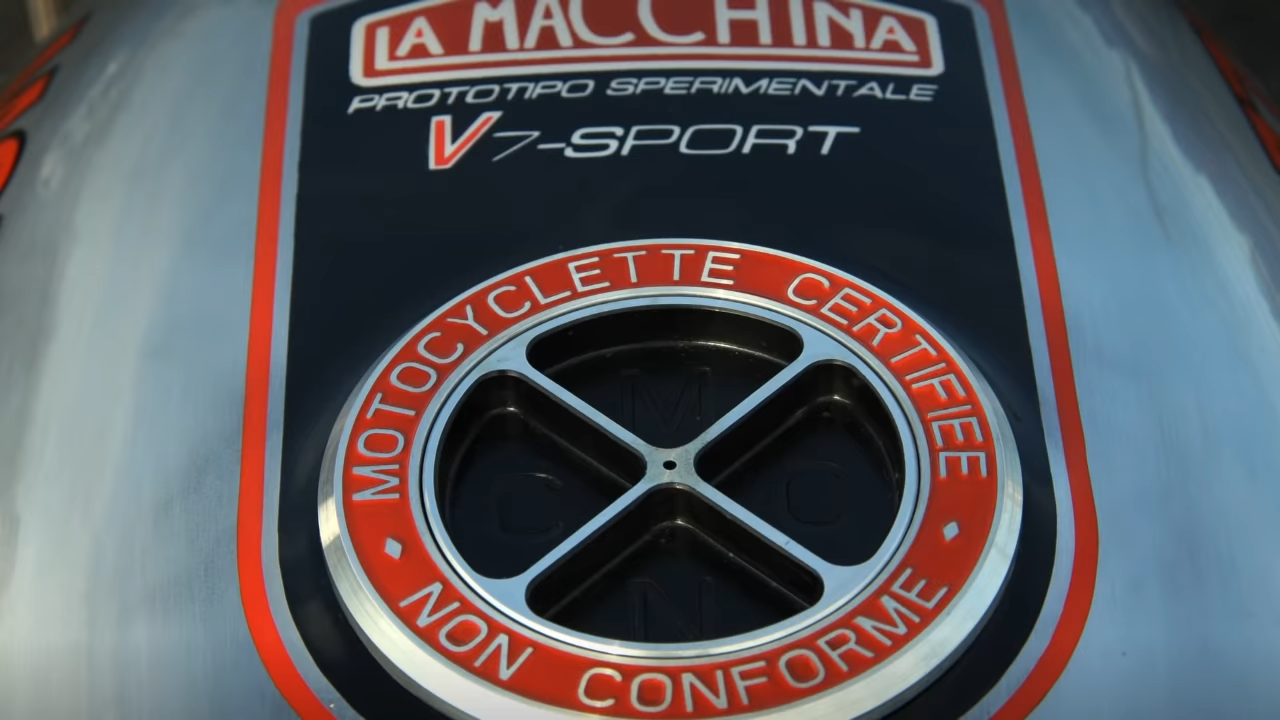 LA MACCHINA
PROTOTIPO SPERIMENTALE
V7-SPORT
MOTOCYCLETTE CERTIFIEE
NON CONFORME
M
C C
N